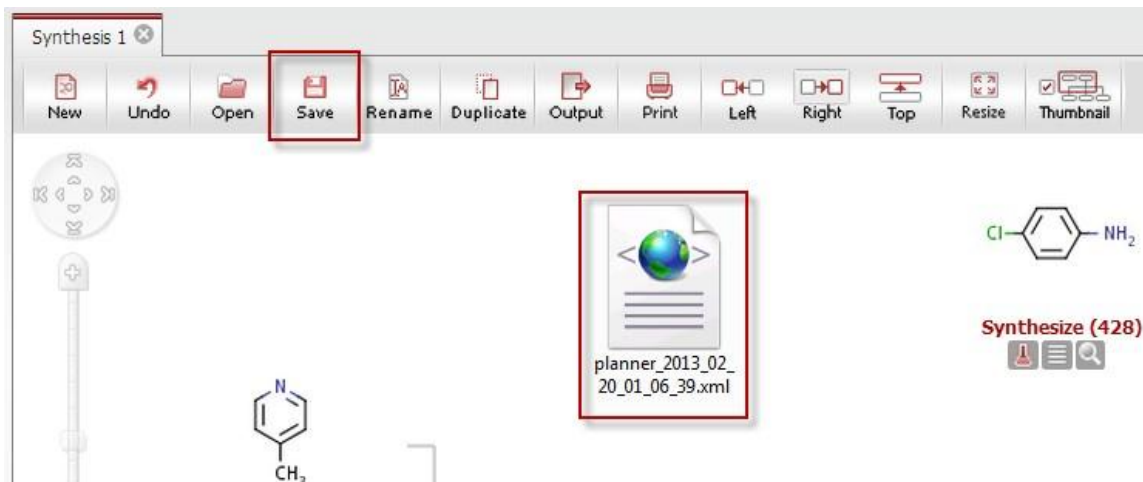 Synthesis 1
New Undo Open Save Rename Duplicate Output Print Left Right Top Resize Thumbnail
Cl NH2
planner_2013_02_
20_01_06_39.xml
Synthesize (428)
N
CH3